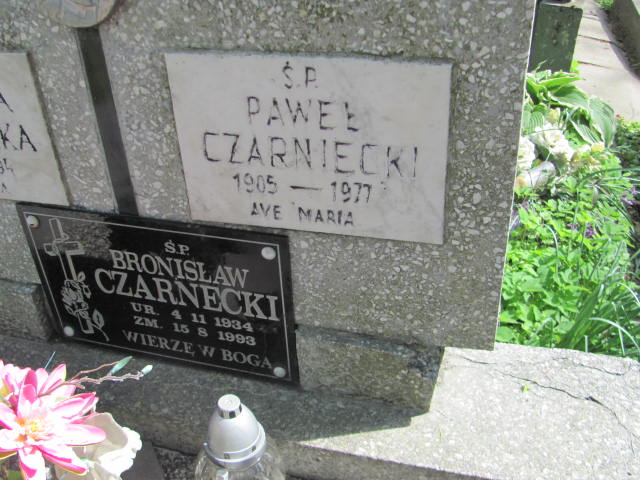 Ś.P.
PAWEŁ
CZARNIECKI
1905 — 1977
AVE MARIA
Ś.P.
BRONISŁAW
CZARNECKI
UR. 4 11 1934
ZM. 15 8 1993
WIERZĘ W BOGA